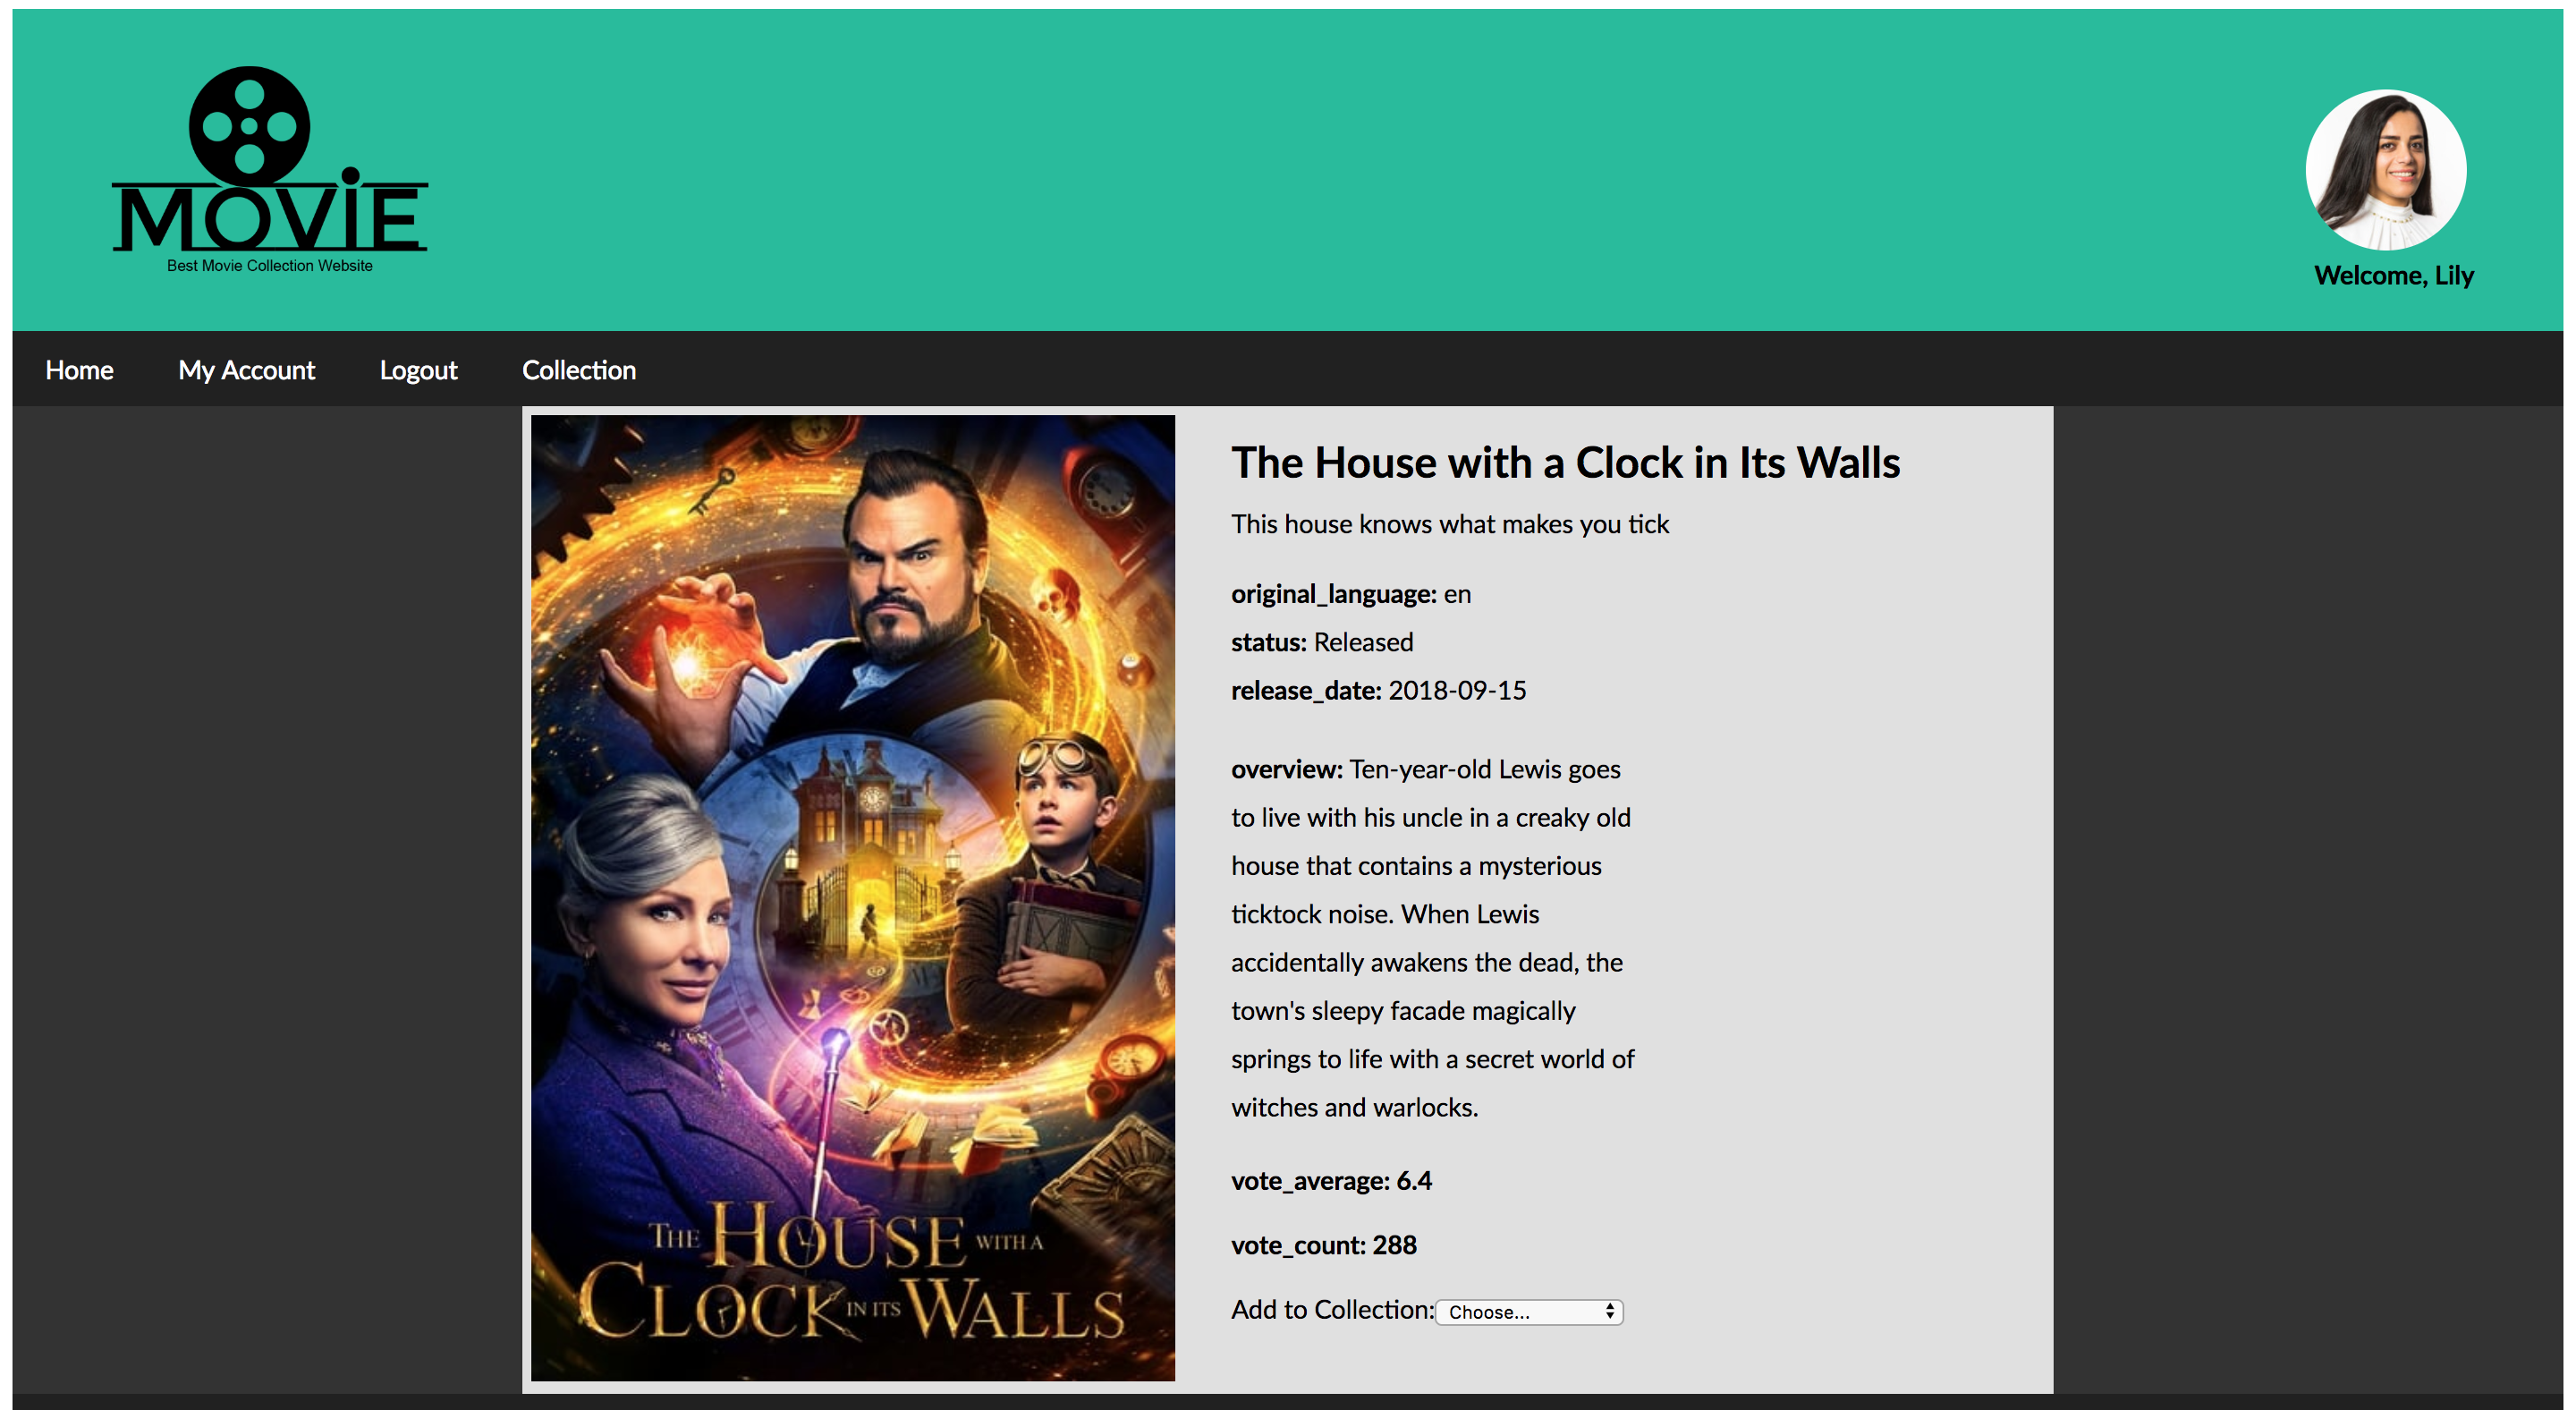 MOViE
Best Movie Collection Website
Welcome, Lily
Home
My Account
Logout
Collection
The House with a Clock in Its Walls
This house knows what makes you tick
original_language: en
status: Released
release_date: 2018-09-15
overview: Ten-year-old Lewis goes
to live with his uncle in a creaky old
house that contains a mysterious
ticktock noise. When Lewis
accidentally awakens the dead, the
town's sleepy facade magically
springs to life with a secret world of
witches and warlocks.
vote_average: 6.4
vote_count: 288
Add to Collection: Choose...
THE HOUSE WITH A
CLOCK IN ITS WALLS